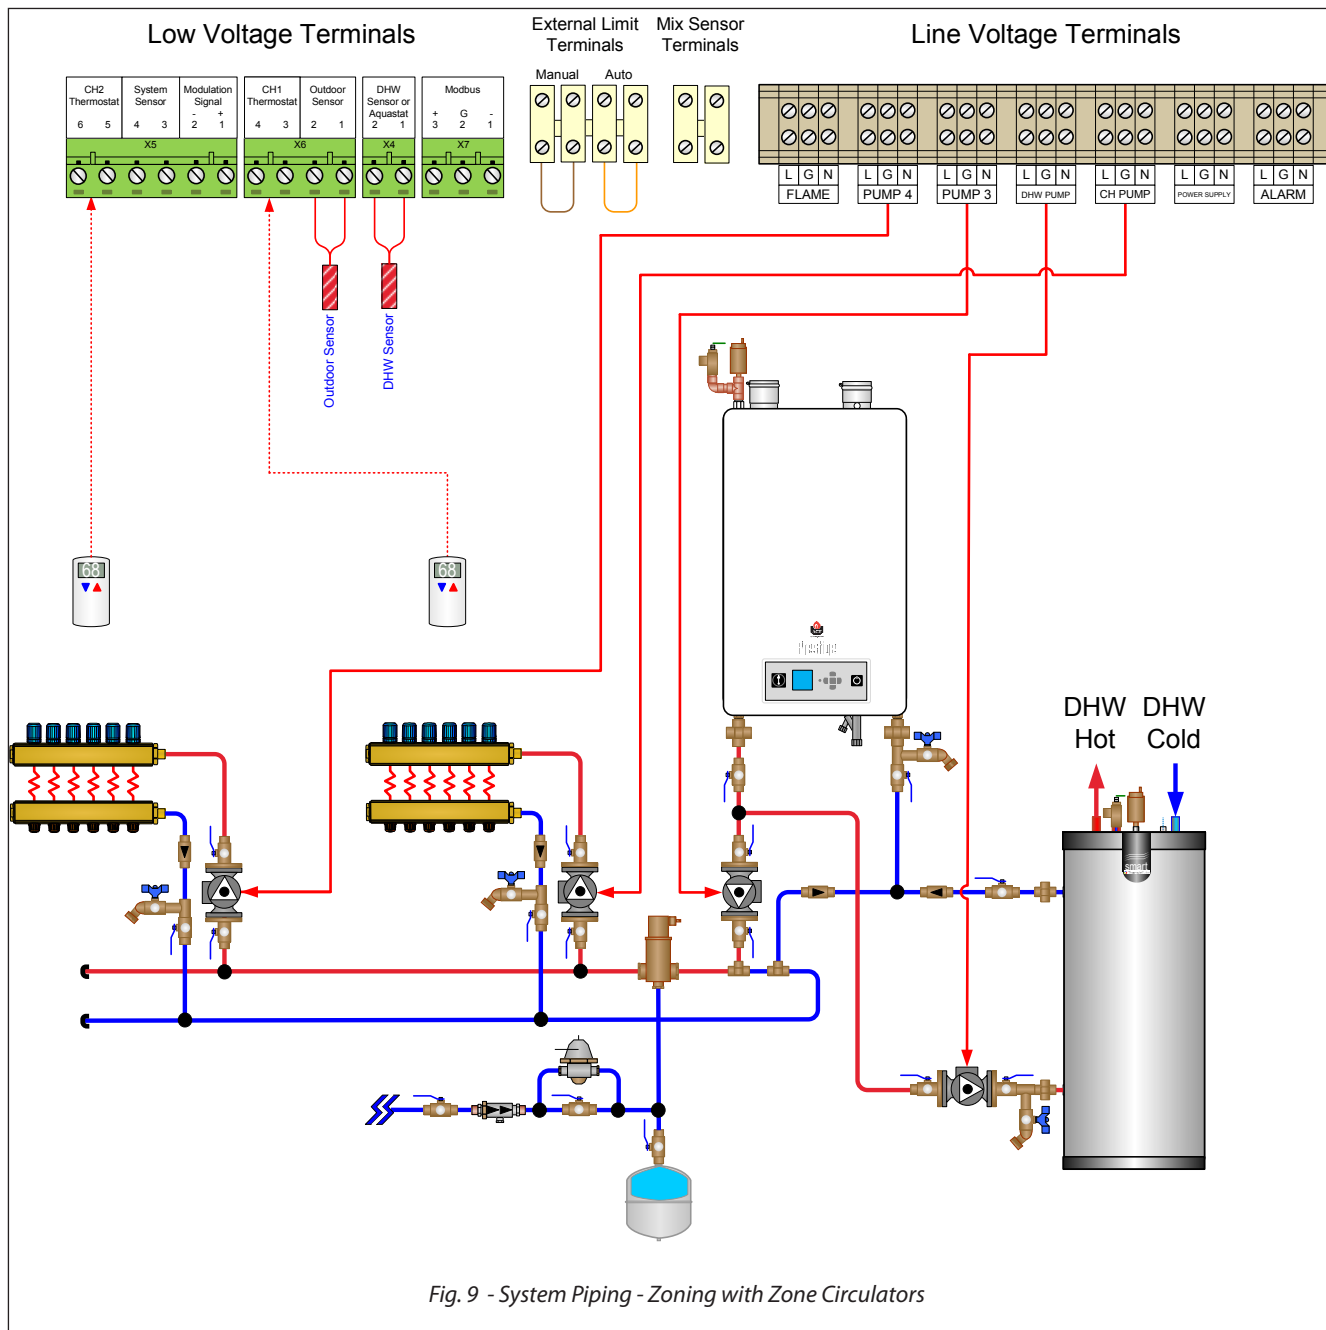 Low Voltage Terminals
External Limit
Terminals
Mix Sensor
Terminals
Line Voltage Terminals
CH2
Thermostat
6 5
System
Sensor
4 3
Modulation
Signal
- +
2 1
CH1
Thermostat
4 3
Outdoor
Sensor
2 1
DHW
Sensor or
Aquastat
2 1
Modbus
+ G -
3 2 1
X5
X6
X4
X7
Manual
Auto
L G N
FLAME
L G N
PUMP 4
L G N
PUMP 3
L G N
DHW PUMP
L G N
CH PUMP
L G N
POWER SUPPLY
L G N
ALARM
Outdoor Sensor
DHW Sensor
68
68
Prestige
DHW
Hot
DHW
Cold
smart
Fig. 9 - System Piping - Zoning with Zone Circulators